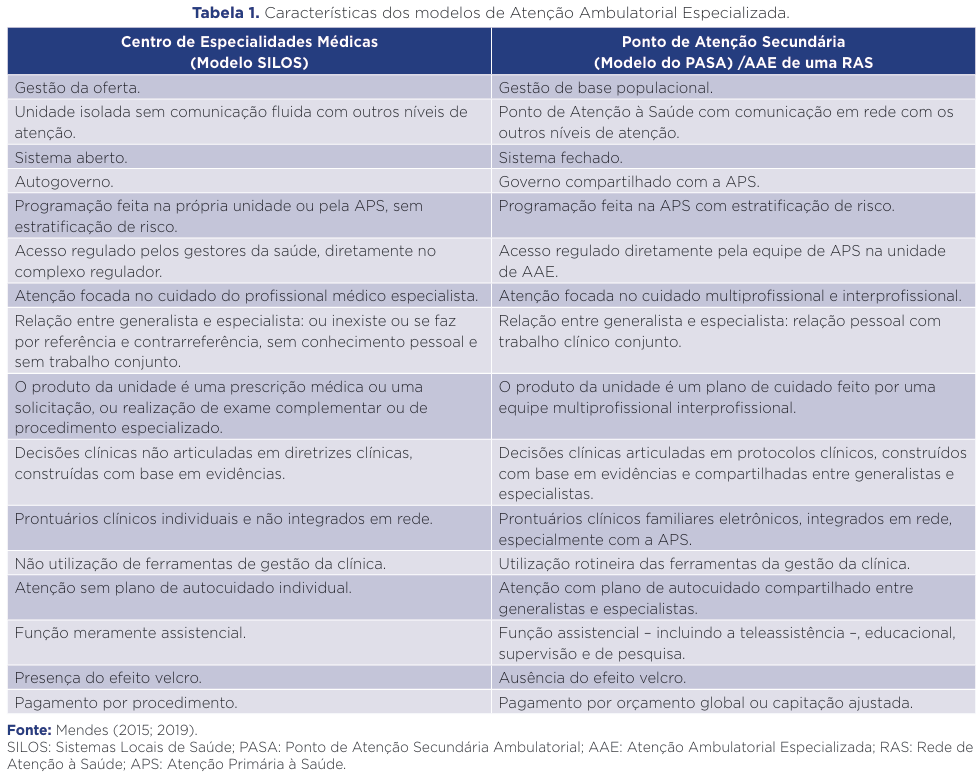 Tabela 1. Características dos modelos de Atenção Ambulatorial Especializada.
Centro de Especialidades Médicas
(Modelo SILOS)
Ponto de Atenção Secundária
(Modelo do PASA) /AAE de uma RAS
Gestão da oferta.
Gestão de base populacional.
Unidade isolada sem comunicação fluida com outros níveis de
atenção.
Ponto de Atenção à Saúde com comunicação em rede com os
outros níveis de atenção.
Sistema aberto.
Sistema fechado.
Autogoverno.
Governo compartilhado com a APS.
Programação feita na própria unidade ou pela APS, sem
estratificação de risco.
Programação feita na APS com estratificação de risco.
Acesso regulado pelos gestores da saúde, diretamente no
complexo regulador.
Acesso regulado diretamente pela equipe de APS na unidade
de AAE.
Atenção focada no cuidado do profissional médico especialista.
Atenção focada no cuidado multiprofissional e interprofissional.
Relação entre generalista e especialista: ou inexiste ou se faz
por referência e contrarreferência, sem conhecimento pessoal e
sem trabalho conjunto.
Relação entre generalista e especialista: relação pessoal com
trabalho clínico conjunto.
O produto da unidade é uma prescrição médica ou uma
solicitação, ou realização de exame complementar ou de
procedimento especializado.
O produto da unidade é um plano de cuidado feito por uma
equipe multiprofissional interprofissional.
Decisões clínicas não articuladas em diretrizes clínicas,
construídas com base em evidências.
Decisões clínicas articuladas em protocolos clínicos, construídos
com base em evidências e compartilhadas entre generalistas e
especialistas.
Prontuários clínicos individuais e não integrados em rede.
Prontuários clínicos familiares eletrônicos, integrados em rede,
especialmente com a APS.
Não utilização de ferramentas de gestão da clínica.
Utilização rotineira das ferramentas da gestão da clínica.
Atenção sem plano de autocuidado individual.
Atenção com plano de autocuidado compartilhado entre
generalistas e especialistas.
Função meramente assistencial.
Função assistencial – incluindo a teleassistência –, educacional,
supervisão e de pesquisa.
Presença do efeito velcro.
Ausência do efeito velcro.
Pagamento por procedimento.
Pagamento por orçamento global ou capitação ajustada.
Fonte: Mendes (2015; 2019).
SILOS: Sistemas Locais de Saúde; PASA: Ponto de Atenção Secundária Ambulatorial; AAE: Atenção Ambulatorial Especializada; RAS: Rede de
Atenção à Saúde; APS: Atenção Primária à Saúde.